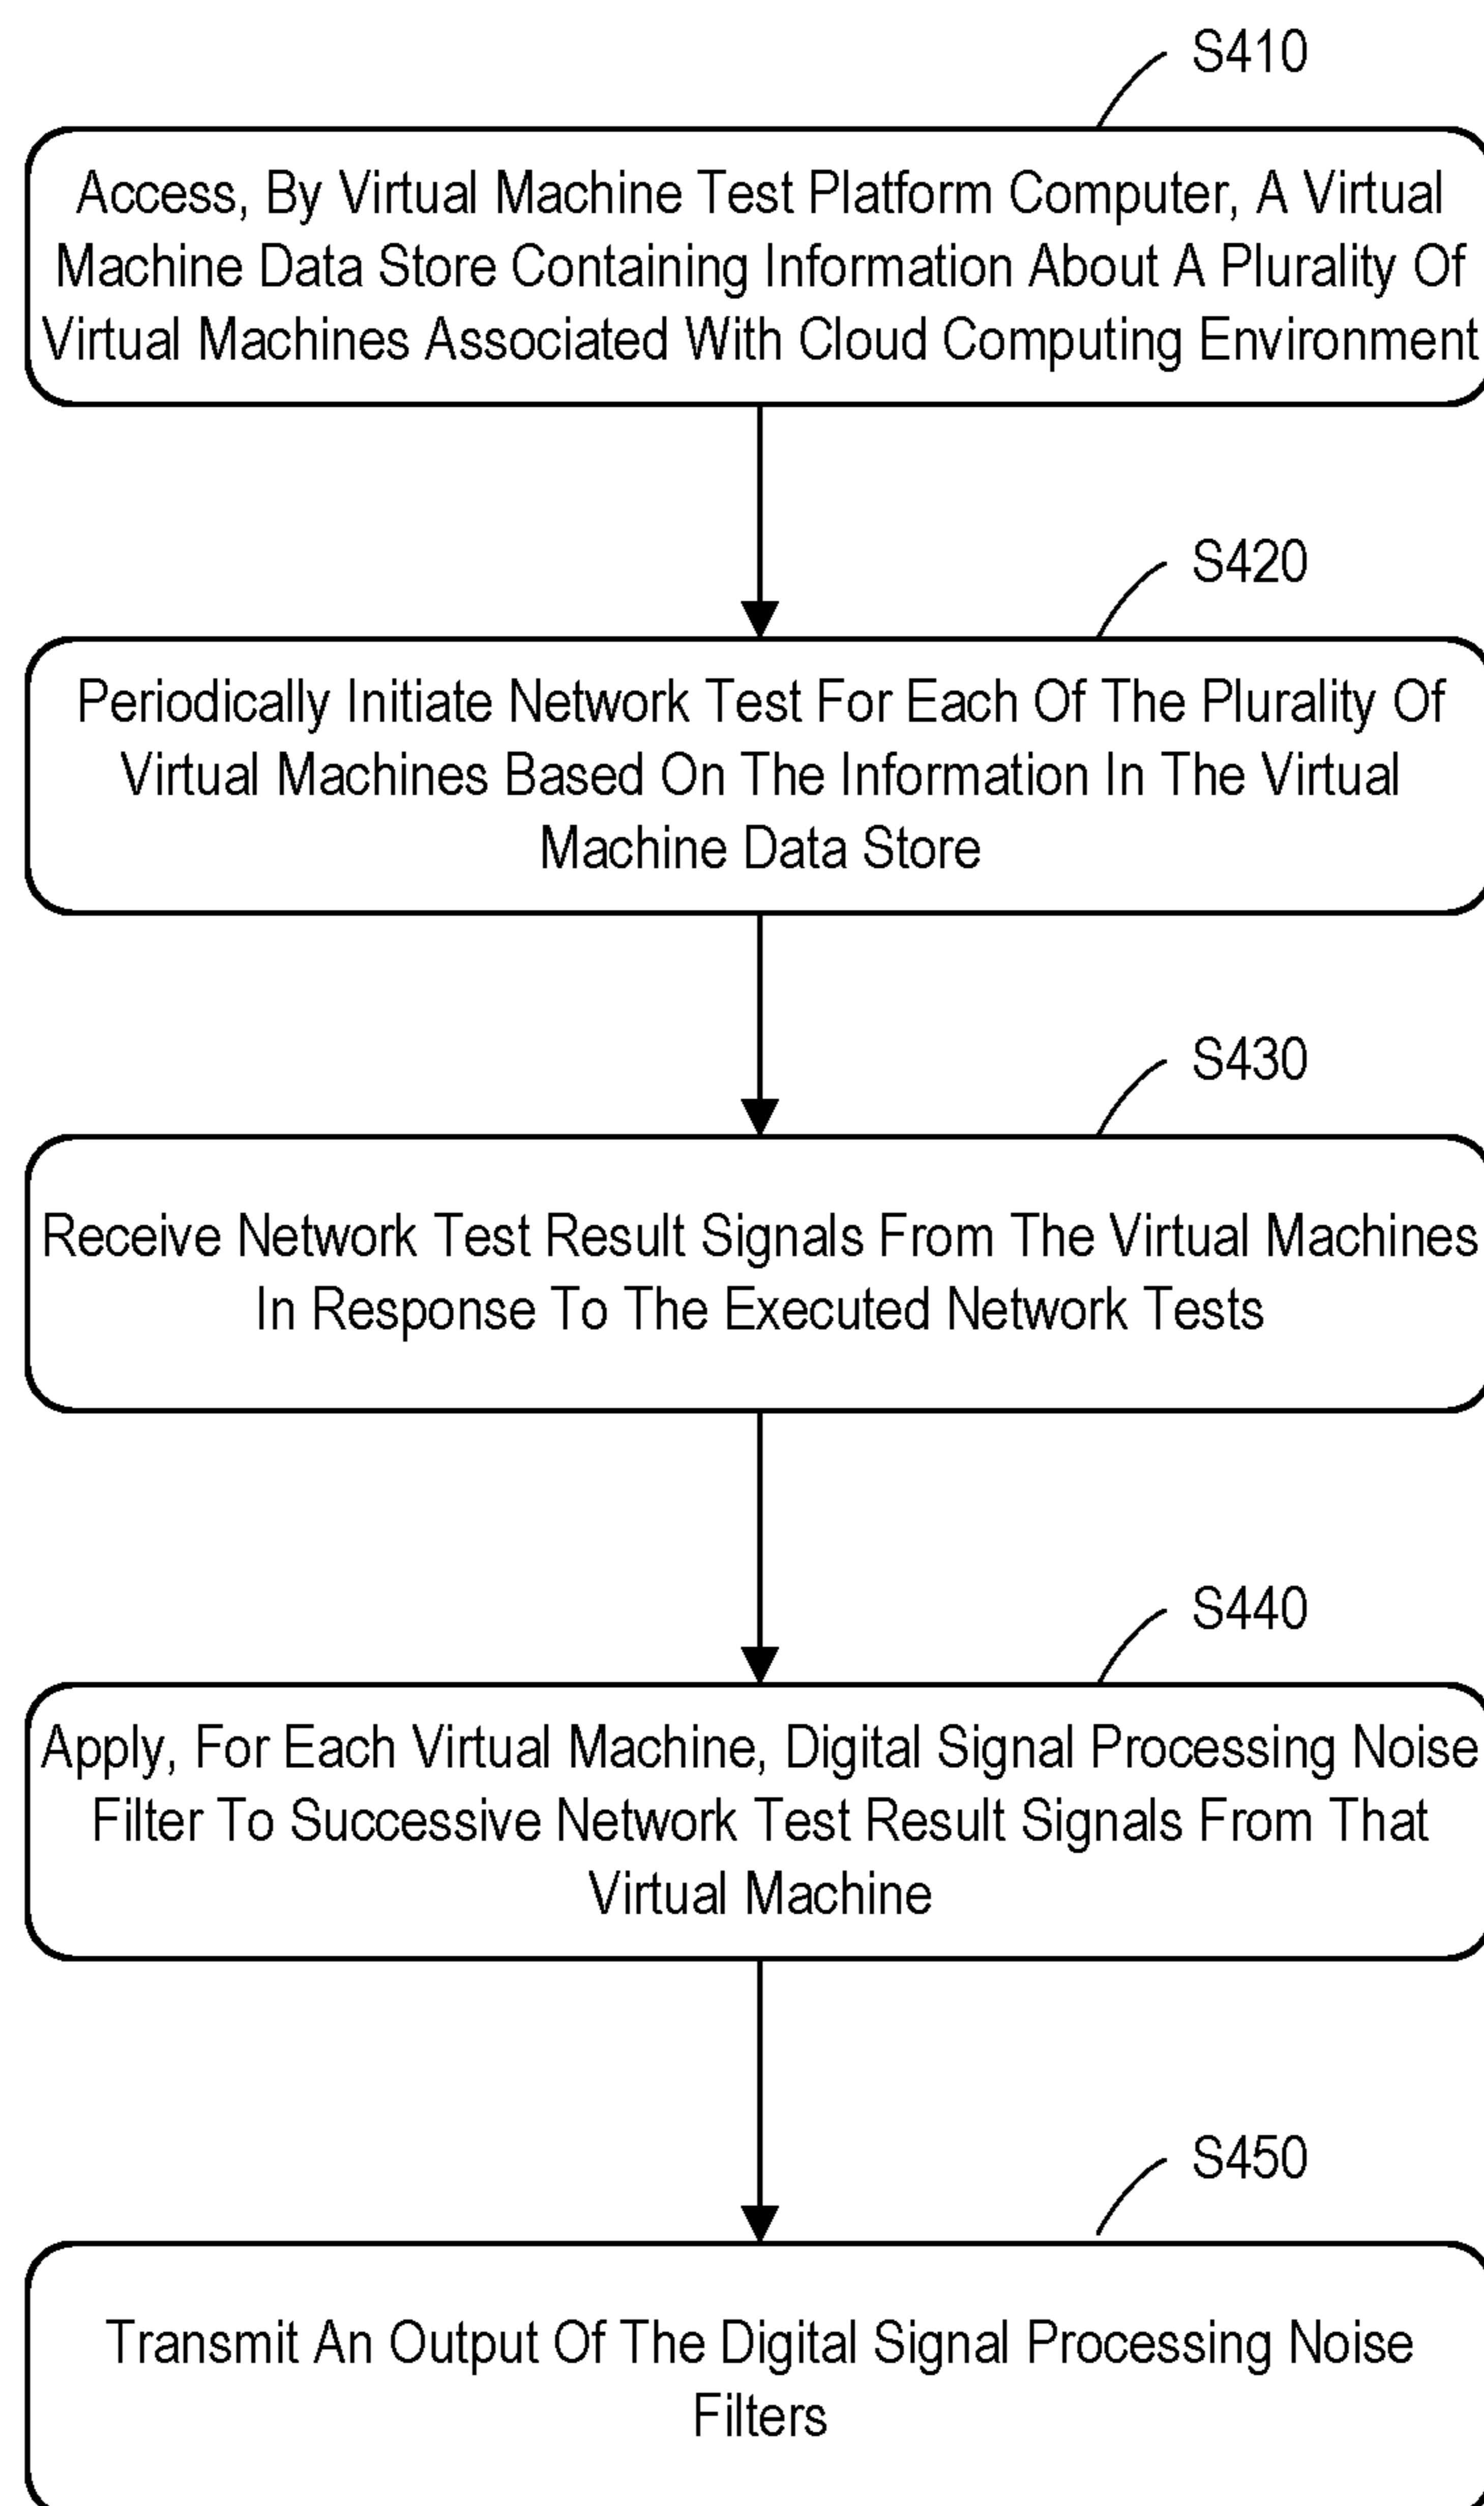 S410
Access, By Virtual Machine Test Platform Computer, A Virtual
Machine Data Store Containing Information About A Plurality Of
Virtual Machines Associated With Cloud Computing Environment
S420
Periodically Initiate Network Test For Each Of The Plurality Of
Virtual Machines Based On The Information In The Virtual
Machine Data Store
S430
Receive Network Test Result Signals From The Virtual Machines
In Response To The Executed Network Tests
S440
Apply, For Each Virtual Machine, Digital Signal Processing Noise
Filter To Successive Network Test Result Signals From That
Virtual Machine
S450
Transmit An Output Of The Digital Signal Processing Noise
Filters